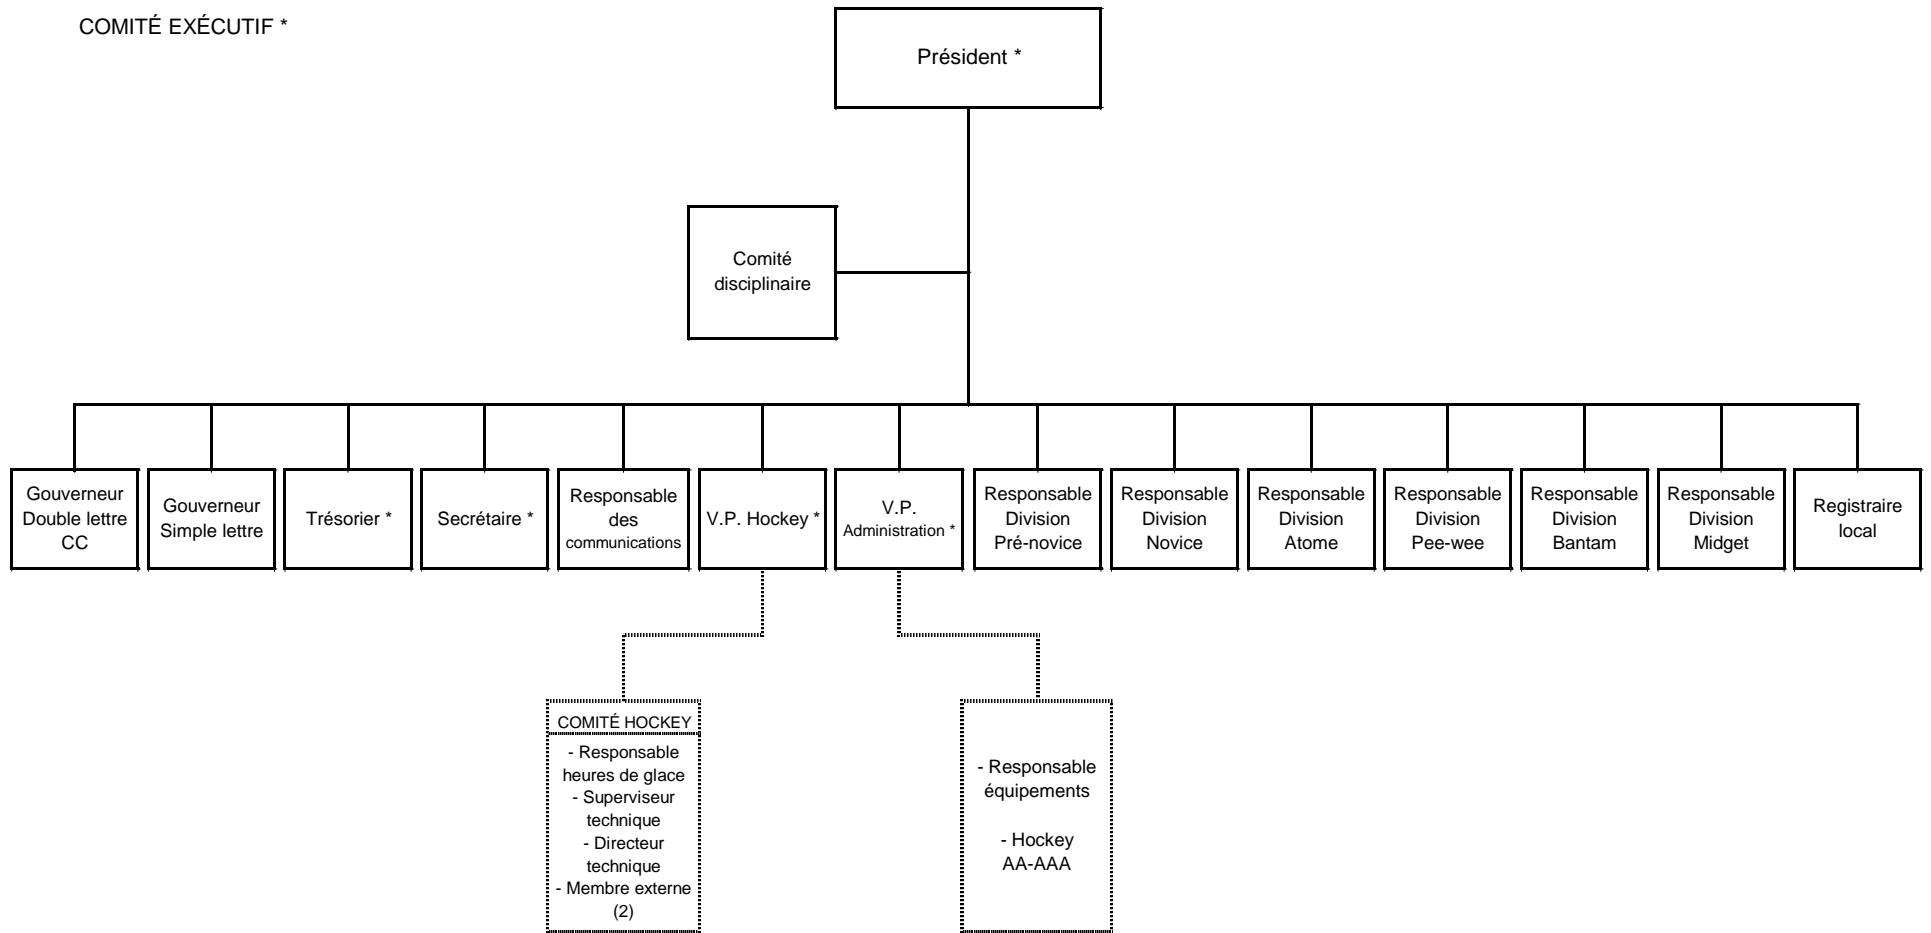 COMITÉ EXÉCUTIF *
Président *
Comité
disciplinaire
Gouverneur
Double lettre
CC
Gouverneur
Simple lettre
Trésorier *
Secrétaire *
Responsable
des
communications
V.P. Hockey *
V.P.
Administration *
Responsable
Division
Pré-novice
Responsable
Division
Novice
Responsable
Division
Atome
Responsable
Division
Pee-wee
Responsable
Division
Bantam
Responsable
Division
Midget
Registraire
local
COMITÉ HOCKEY
- Responsable
heures de glace
- Superviseur
technique
- Directeur
technique
- Membre externe
(2)
- Responsable
équipements
- Hockey
AA-AAA